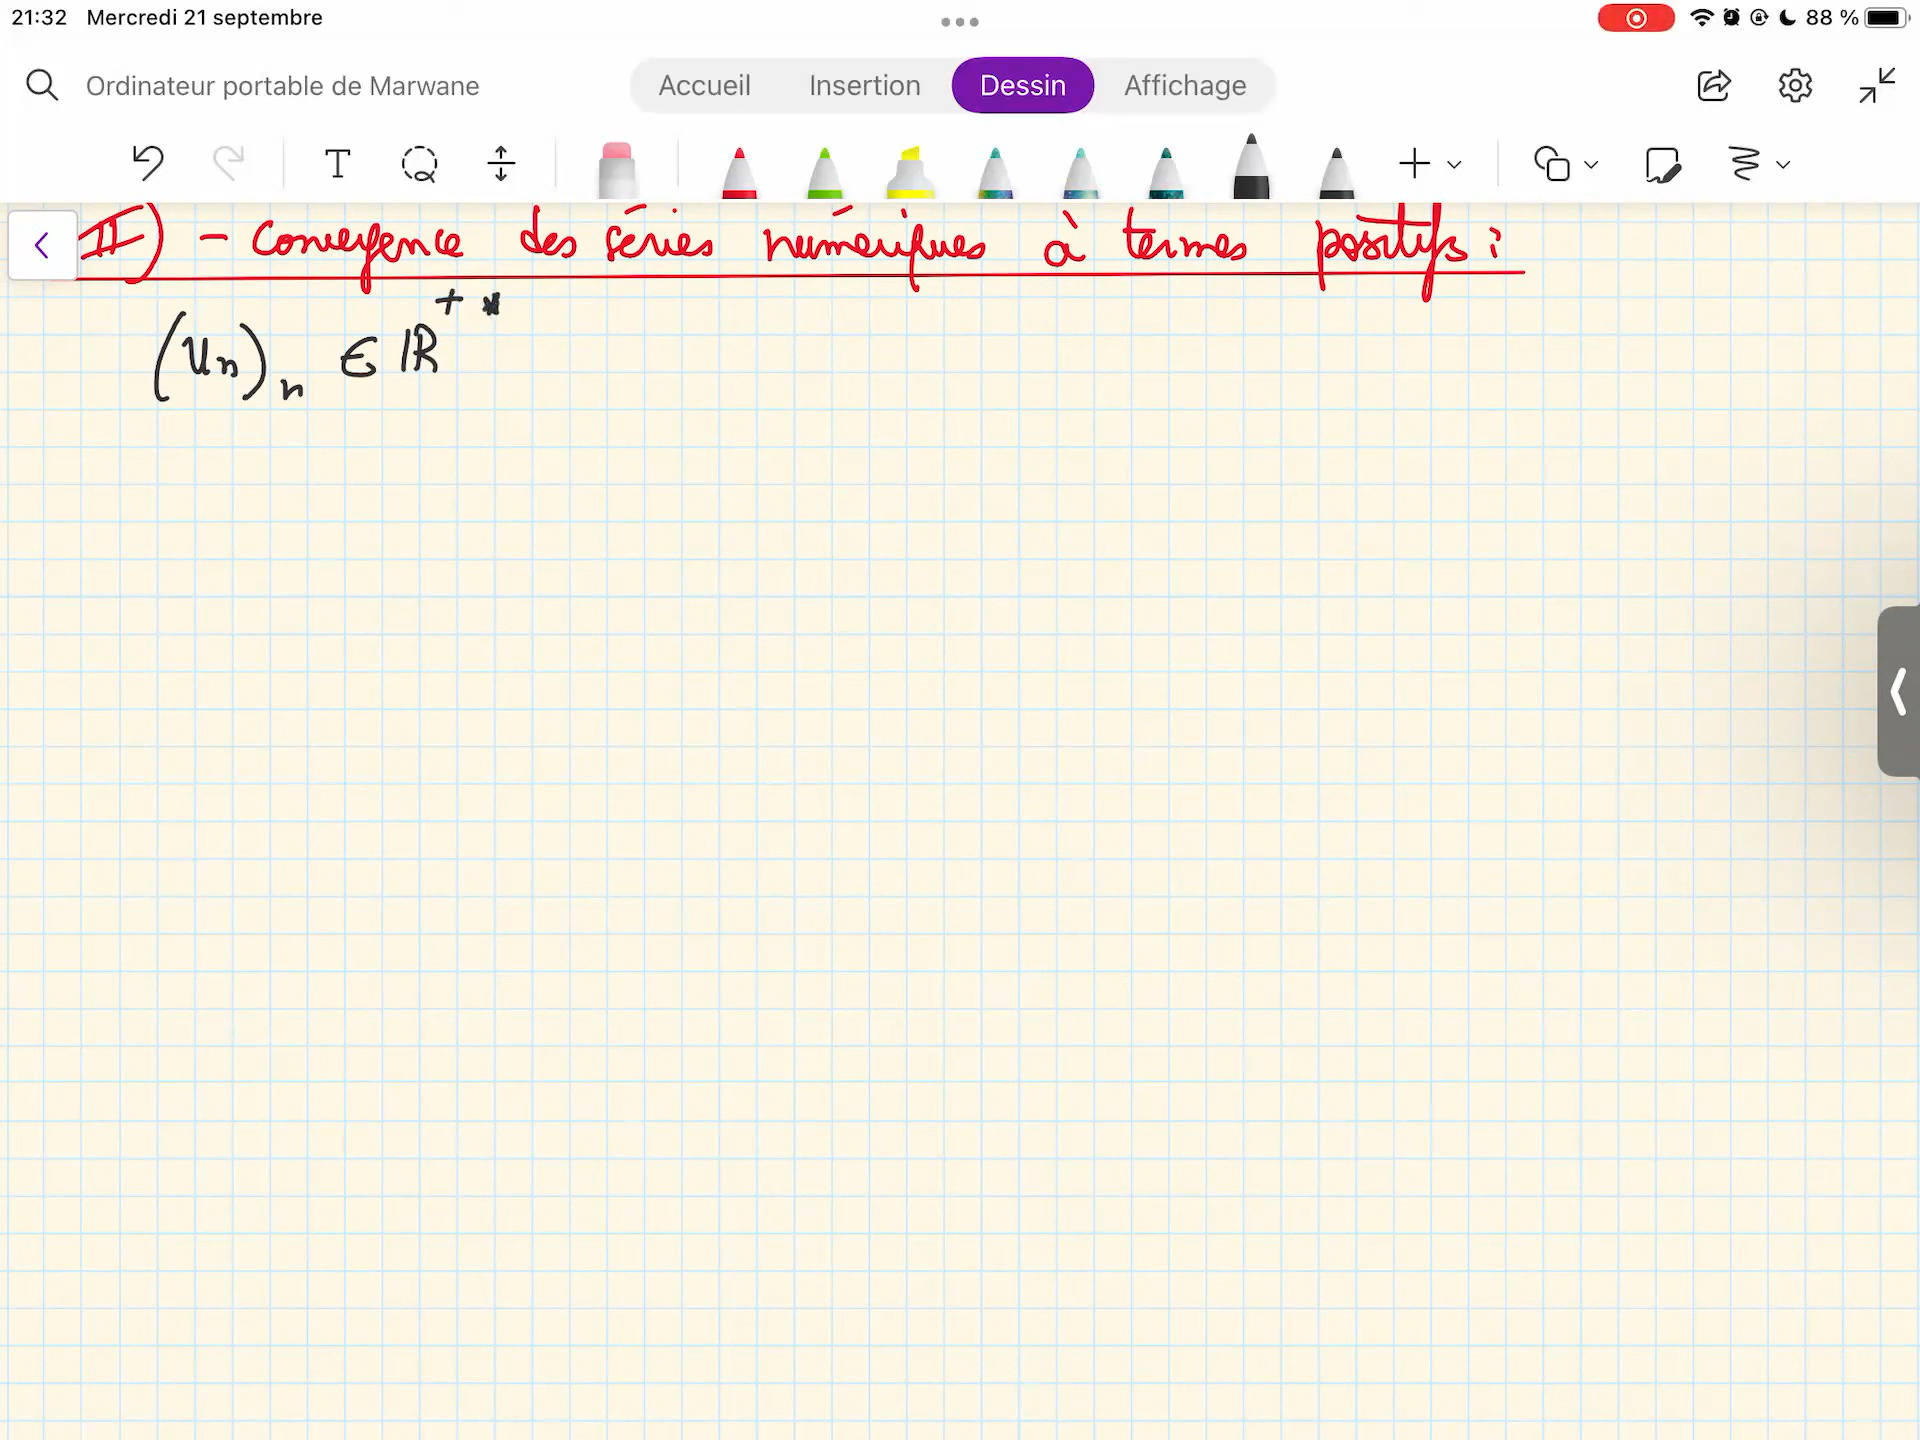 21:32 Mercredi 21 septembre 88 %
Ordinateur portable de Marwane Accueil Insertion Dessin Affichage
T
II) - Convergence des séries numériques à termes positifs :
(Un)n ∈ ℝ+*